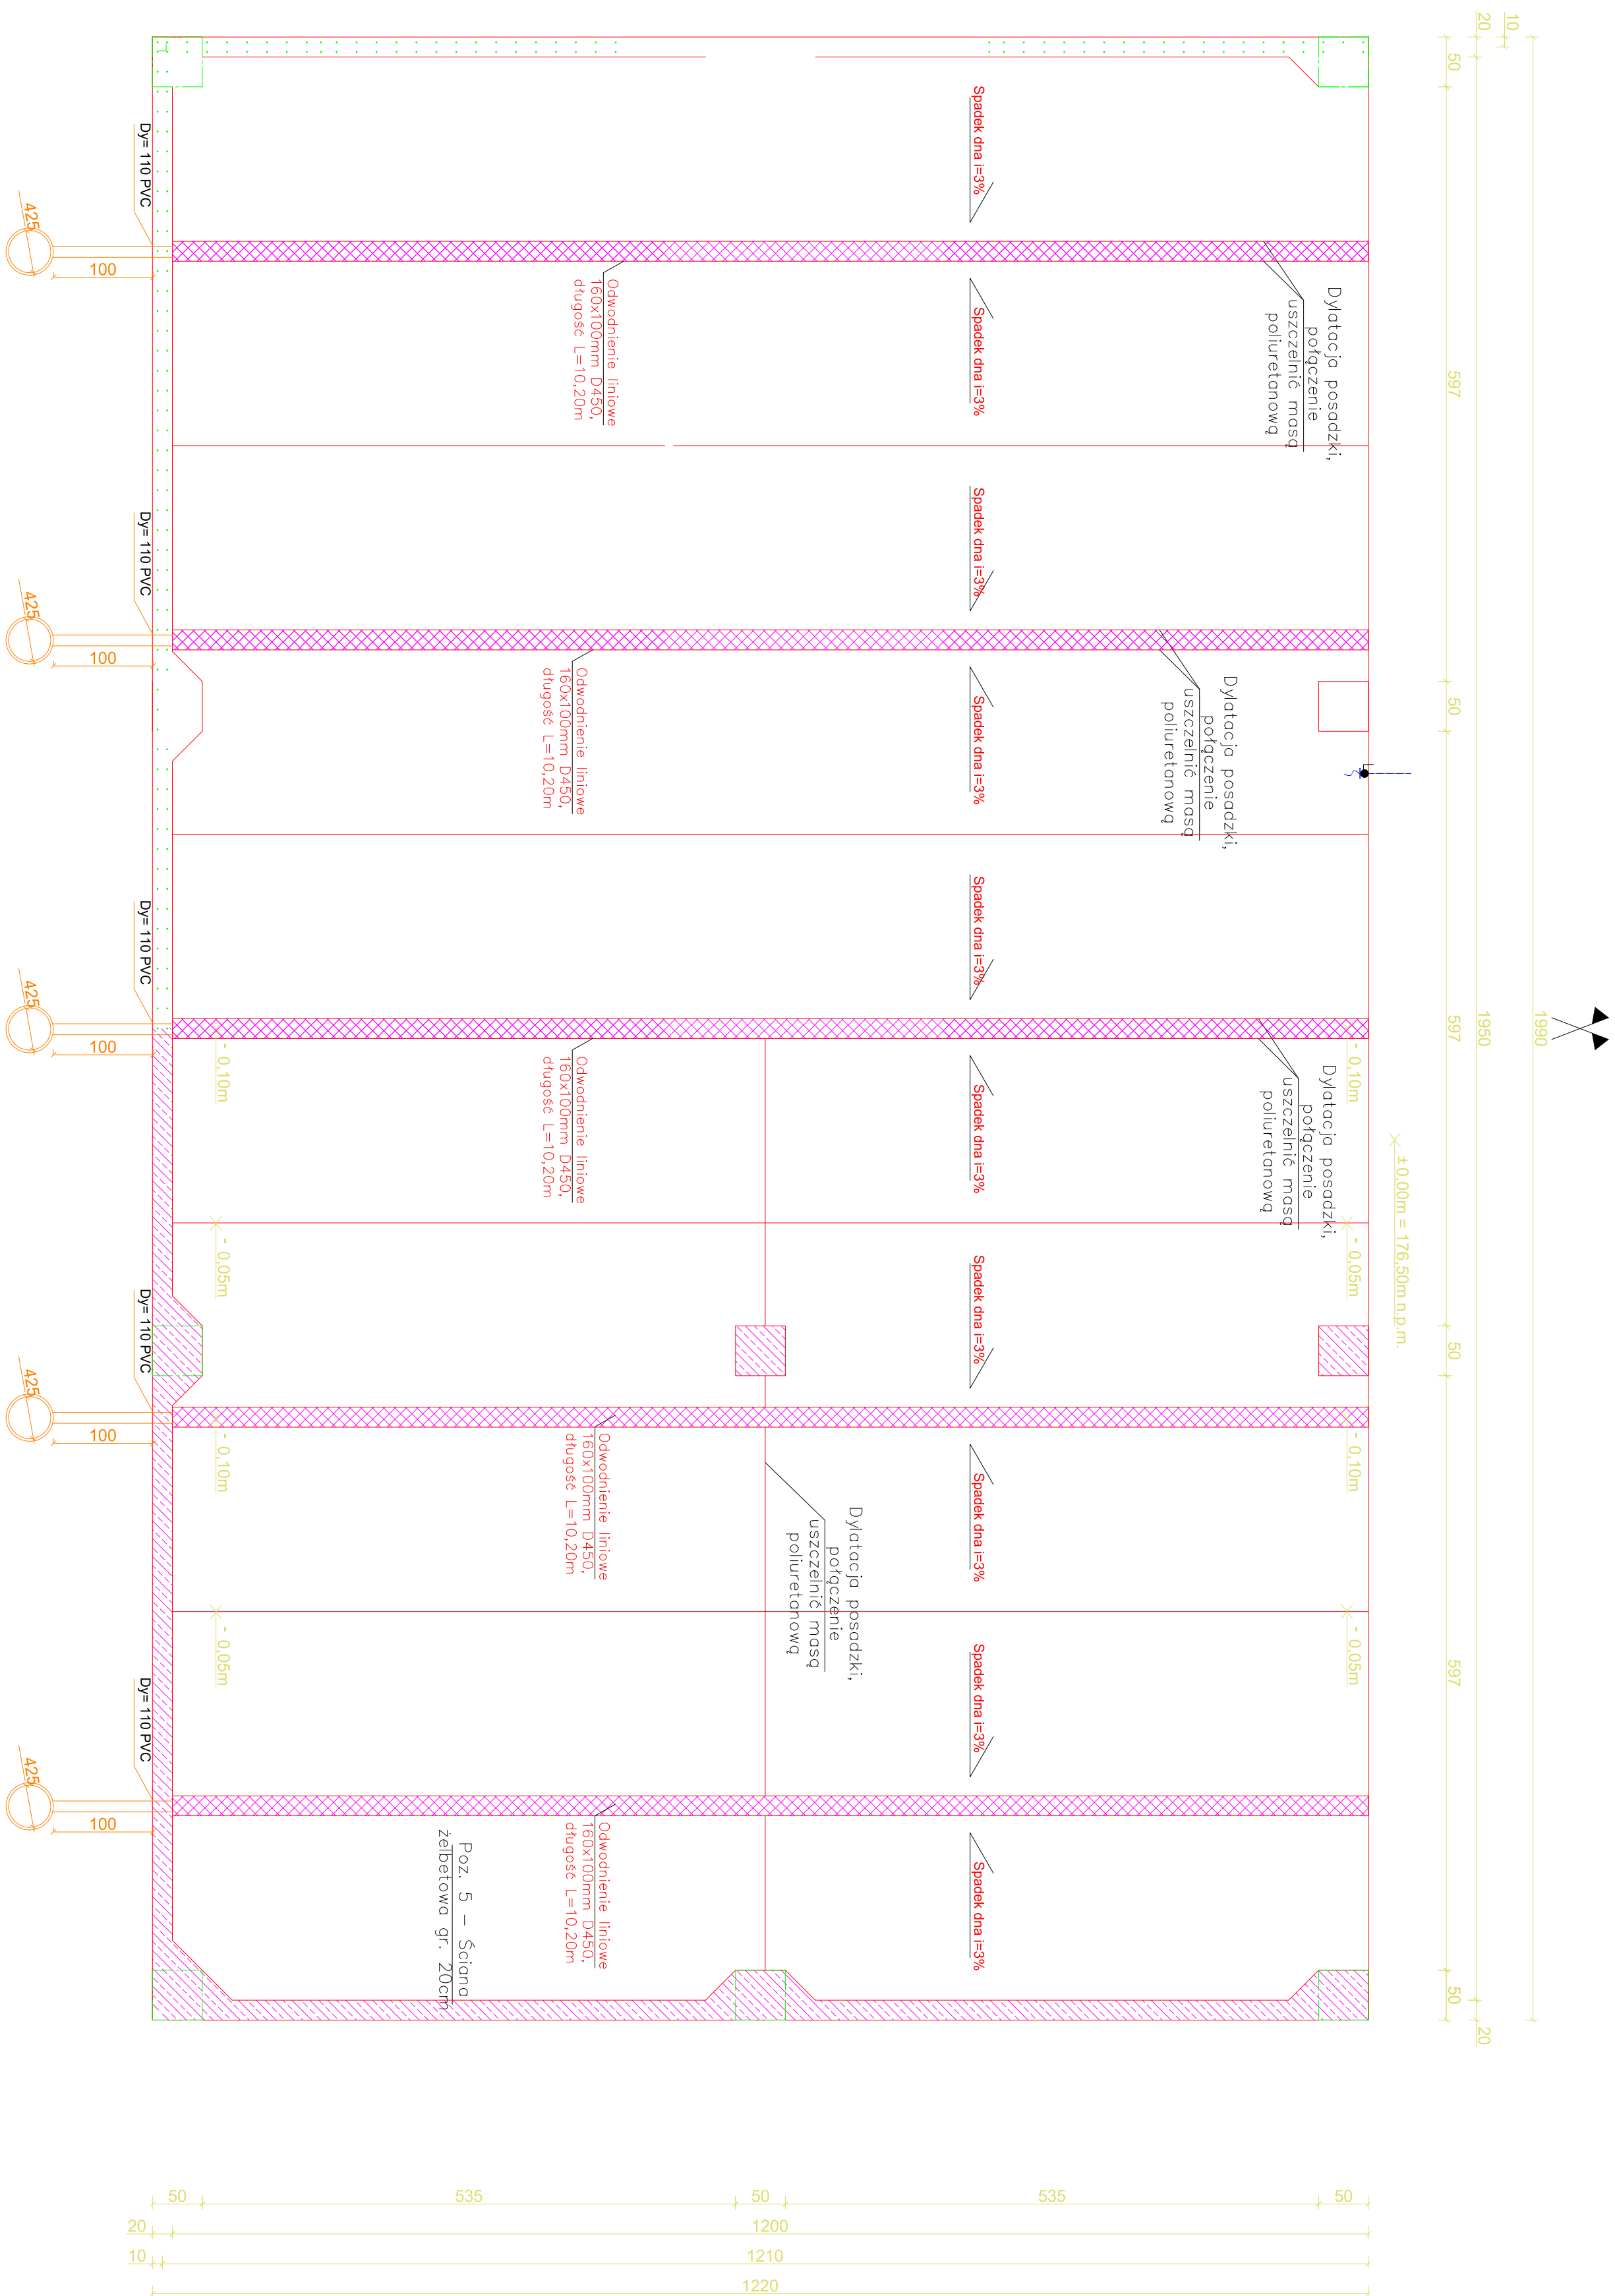 10
20
50
597
50
597
50
597
50
1950
20
1990
±0,00m = 176,50m n.p.m.
Spadek dna i=3%
Spadek dna i=3%
Spadek dna i=3%
Spadek dna i=3%
Spadek dna i=3%
Spadek dna i=3%
Spadek dna i=3%
Spadek dna i=3%
Spadek dna i=3%
Spadek dna i=3%
Dylatacja posadzki,
połączenie
uszczelnić masą
poliuretanową
Dylatacja posadzki,
połączenie
uszczelnić masą
poliuretanową
Dylatacja posadzki,
połączenie
uszczelnić masą
poliuretanową
Dylatacja posadzki,
połączenie
uszczelnić masą
poliuretanową
- 0,10m
- 0,05m
- 0,10m
- 0,05m
Odwodnienie liniowe
160x100mm D450,
długość L=10,20m
Odwodnienie liniowe
160x100mm D450,
długość L=10,20m
Odwodnienie liniowe
160x100mm D450,
długość L=10,20m
Odwodnienie liniowe
160x100mm D450,
długość L=10,20m
Odwodnienie liniowe
160x100mm D450,
długość L=10,20m
Poz. 5 – Ściana
żelbetowa gr. 20cm
- 0,10m
- 0,05m
- 0,10m
- 0,05m
Dy= 110 PVC
Dy= 110 PVC
Dy= 110 PVC
Dy= 110 PVC
Dy= 110 PVC
425
100
425
100
425
100
425
100
425
100
50
535
50
535
50
20
1200
10
1210
1220